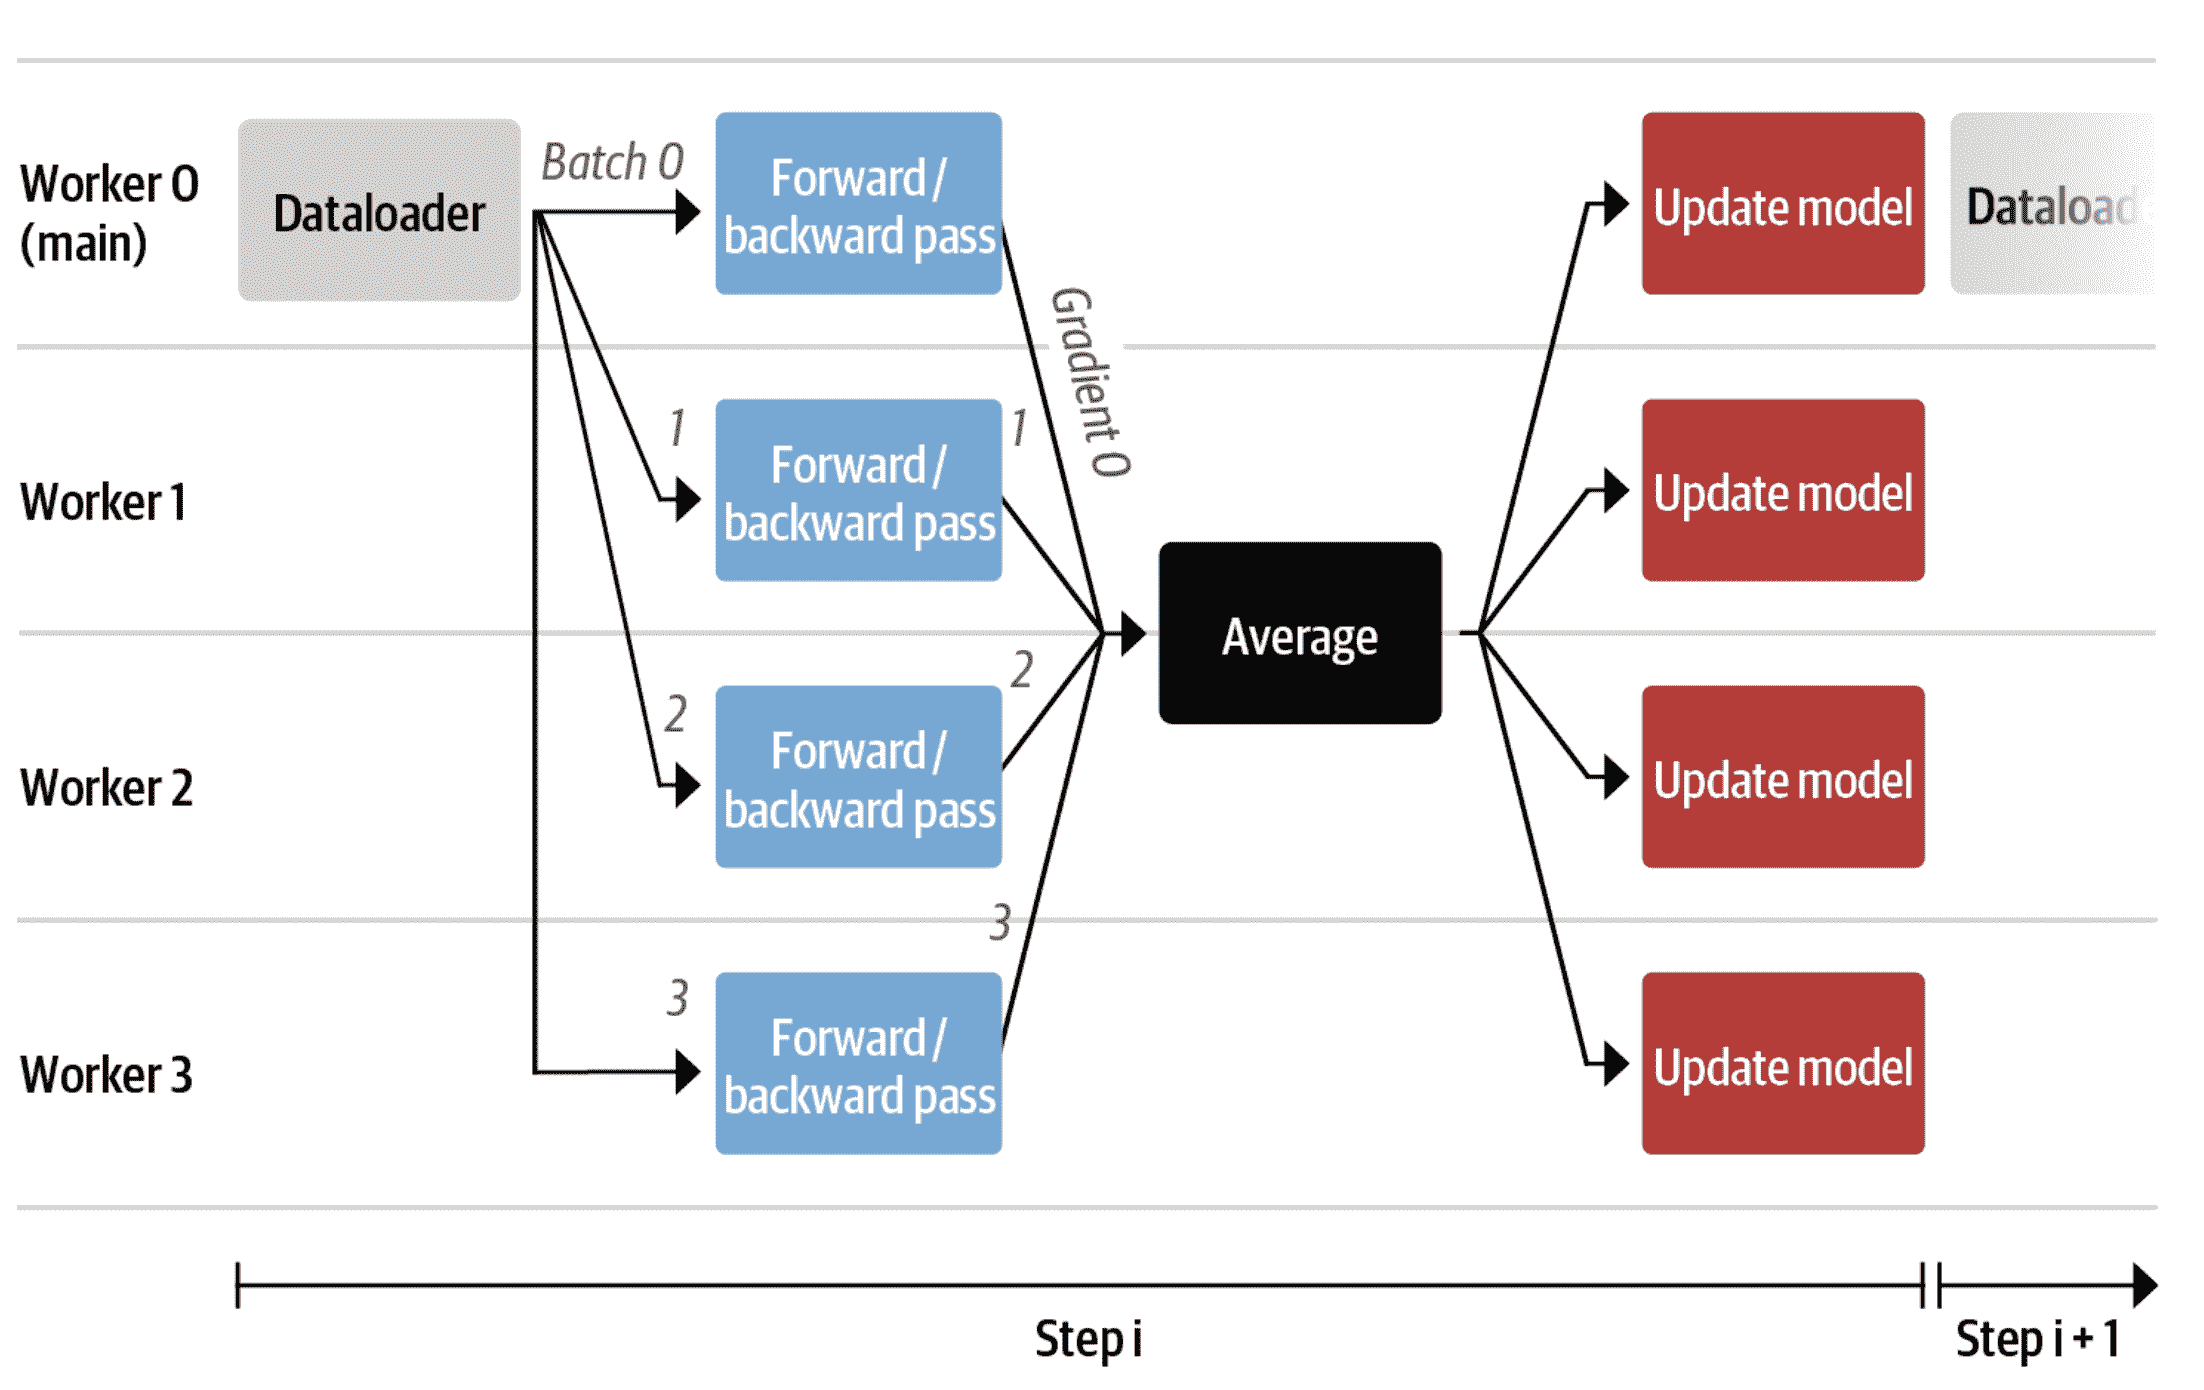 Worker 0
(main)
Dataloader
Batch 0
Forward /
backward pass
Gradient 0
Update model
Dataload
Worker 1
1
Forward /
backward pass
1
Update model
Average
Worker 2
2
Forward /
backward pass
2
Update model
Worker 3
3
Forward /
backward pass
3
Update model
Step i
Step i + 1